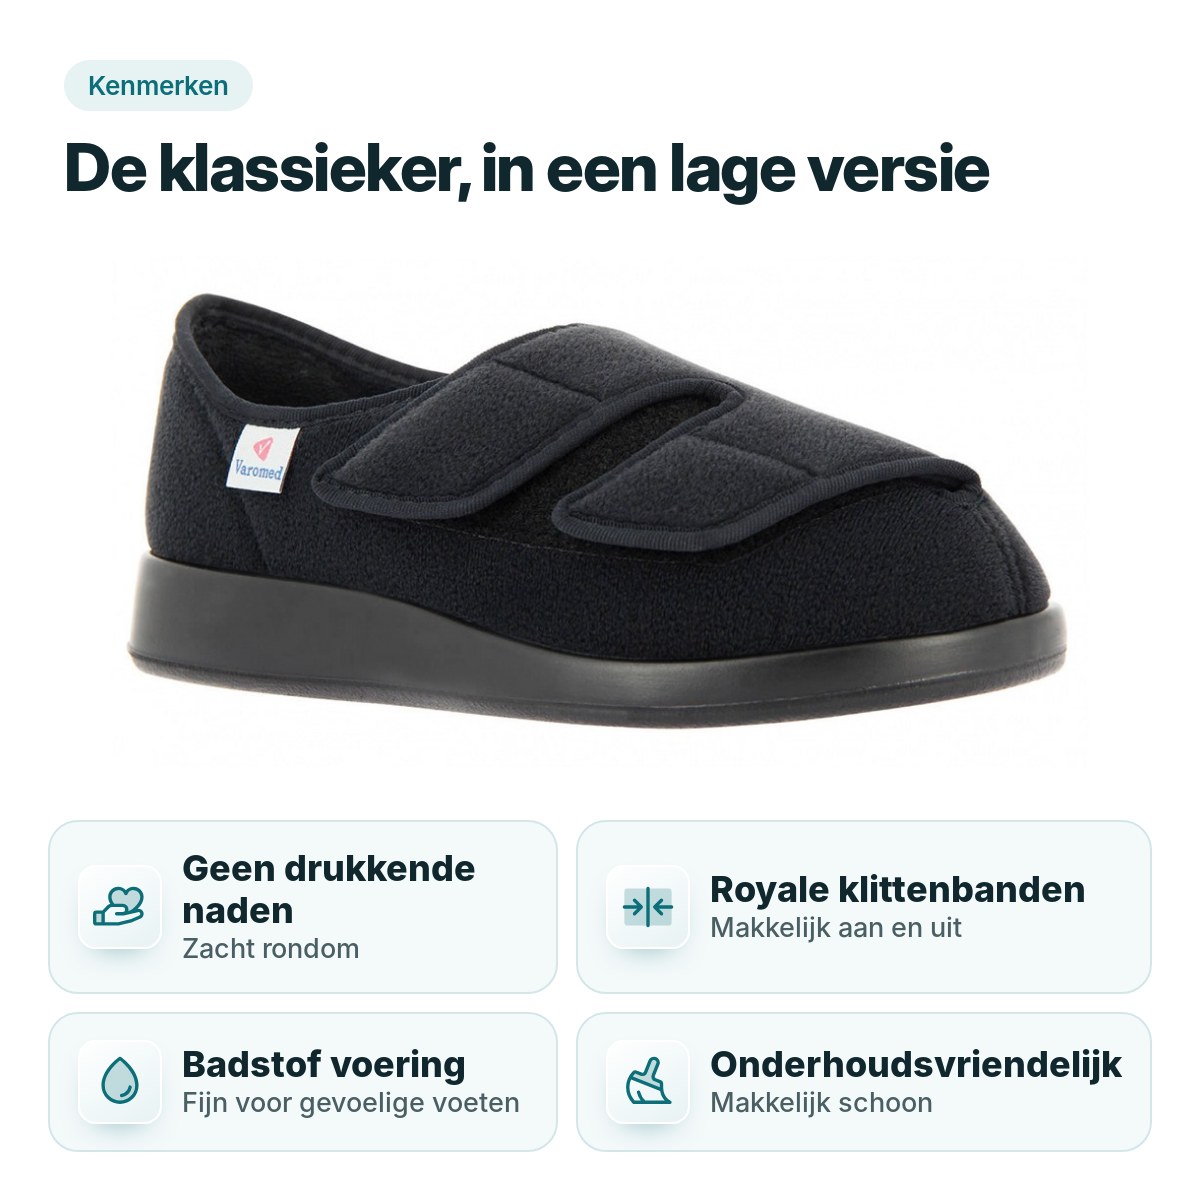 Kenmerken
De klassieker, in een lage versie
Varomed
Geen drukkende
naden
Zacht rondom
Royale klittenbanden
Makkelijk aan en uit
Badstof voering
Fijn voor gevoelige voeten
Onderhoudsvriendelijk
Makkelijk schoon